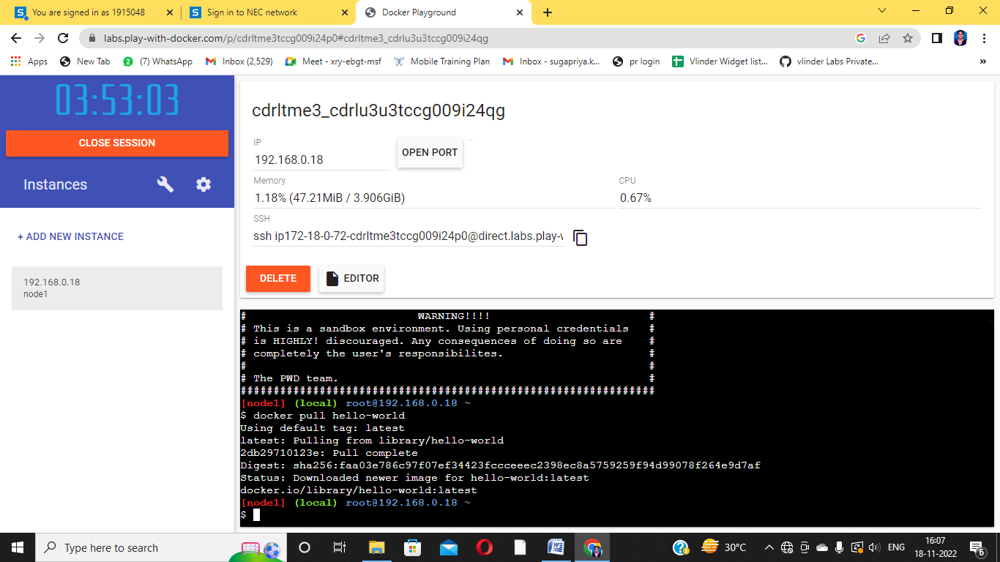 You are signed in as 1915048
Sign in to NEC network
Docker Playground
labs.play-with-docker.com/p/cdrltme3tccg009i24p0#cdrltme3_cdrlu3u3tccg009i24qg
Apps
New Tab
(7) WhatsApp
Inbox (2,529)
Meet - xry-ebgt-msf
Mobile Training Plan
Inbox - sugapriya.k...
pr login
Vlinder Widget list...
vlinder Labs Private...
»
03:53:03
CLOSE SESSION
Instances
+ ADD NEW INSTANCE
192.168.0.18
node1
cdrltme3_cdrlu3u3tccg009i24qg
IP
192.168.0.18
OPEN PORT
Memory
1.18% (47.21MiB / 3.906GiB)
CPU
0.67%
SSH
ssh ip172-18-0-72-cdrltme3tccg009i24p0@direct.labs.play-w
DELETE
EDITOR
# WARNING!!!! #
# This is a sandbox environment. Using personal credentials #
# is HIGHLY! discouraged. Any consequences of doing so are #
# completely the user's responsibilites. #
# #
# The PWD team. #
###############################################################
[node1] (local) root@192.168.0.18 ~
$ docker pull hello-world
Using default tag: latest
latest: Pulling from library/hello-world
2db29710123e: Pull complete
Digest: sha256:faa03e786c97f07ef34423fccceeec2398ec8a5759259f94d99078f264e9d7af
Status: Downloaded newer image for hello-world:latest
docker.io/library/hello-world:latest
[node1] (local) root@192.168.0.18 ~
$
Type here to search
30°C
ENG
16:07
18-11-2022
6